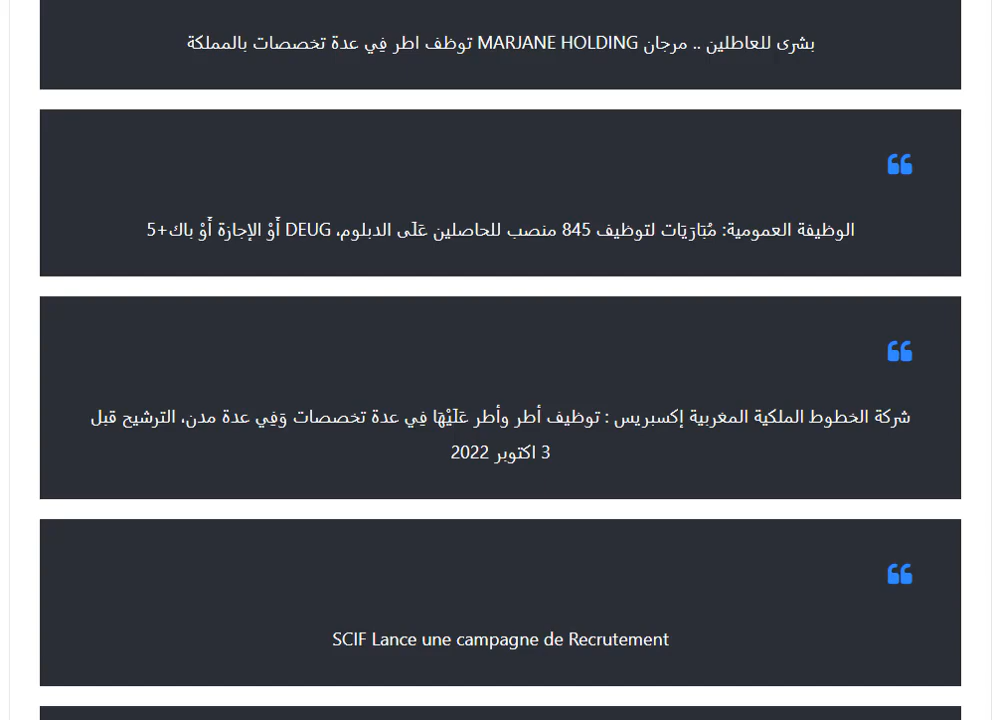 بشرى للعاطلين .. مرجان MARJANE HOLDING توظف اطر فِي عدة تخصصات بالمملكة
الوظيفة العمومية: مُبَارَيَات لتوظيف 845 منصب للحاصلين عَلَى الدبلوم، DEUG أَوْ الإجازة أَوْ باك+5
شركة الخطوط الملكية المغربية إكسبريس : توظيف أطر وأطر عَلَيْهَا فِي عدة تخصصات وَفِي عدة مدن، الترشيح قبل
3 اكتوبر 2022
SCIF Lance une campagne de Recrutement